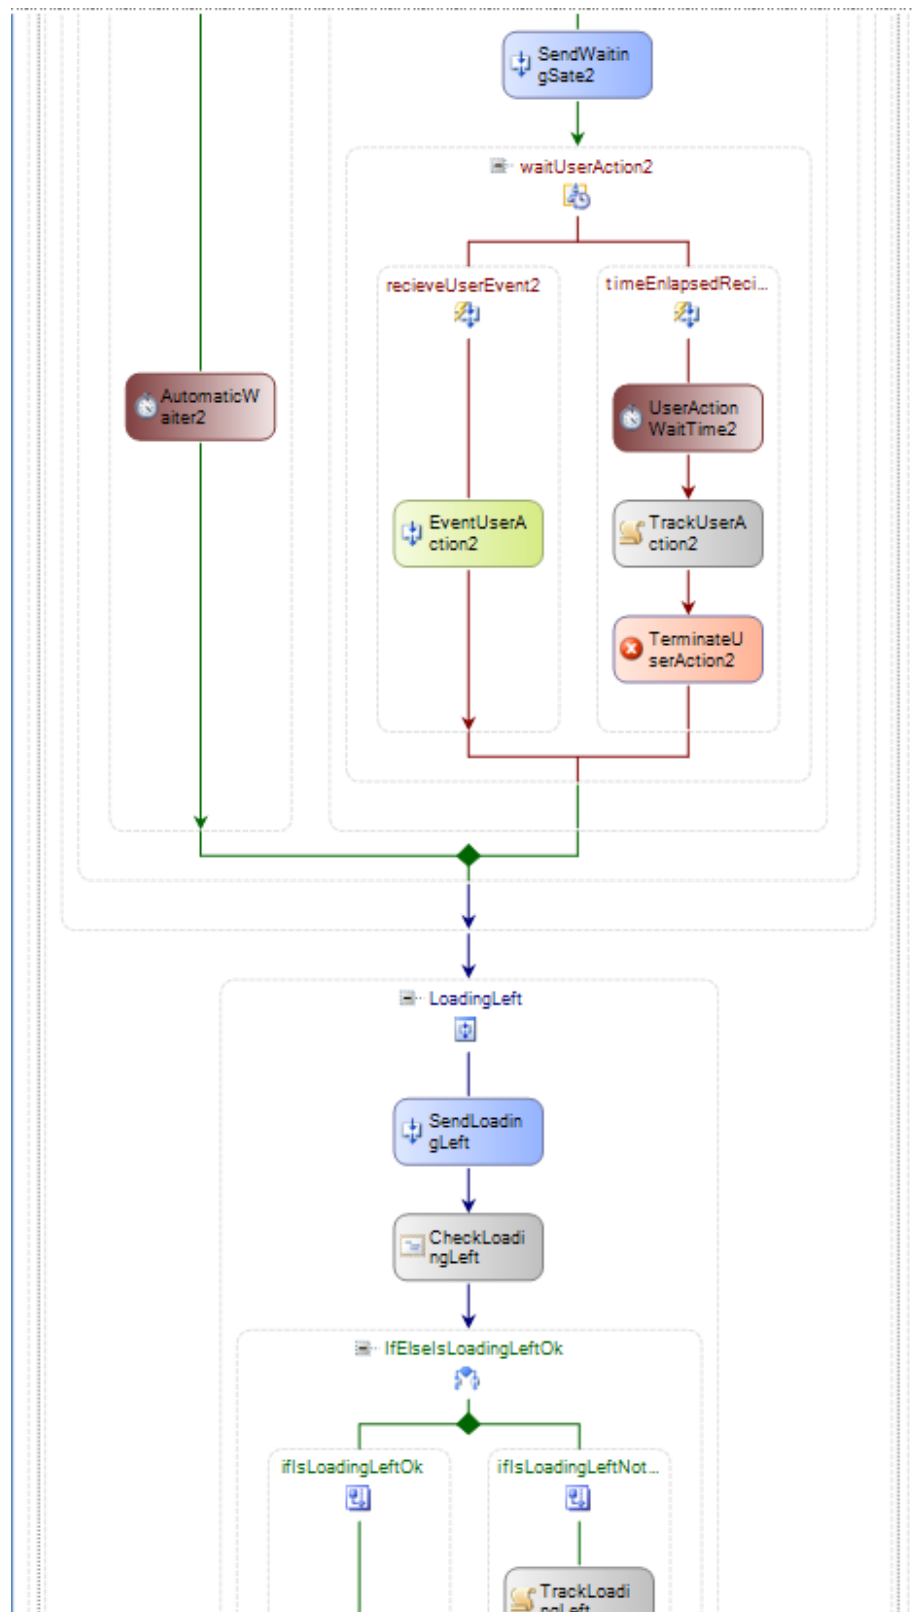 SendWaitin
gSate2
waitUserAction2
recieveUserEvent2
timeEnlapsedReci...
AutomaticW
aiter2
UserAction
WaitTime2
EventUserA
ction2
TrackUserA
ction2
TerminateU
serAction2
LoadingLeft
SendLoadin
gLeft
CheckLoadi
ngLeft
IfElseIsLoadingLeftOk
ifIsLoadingLeftOk
ifIsLoadingLeftNot...
TrackLoadi
ngLeft